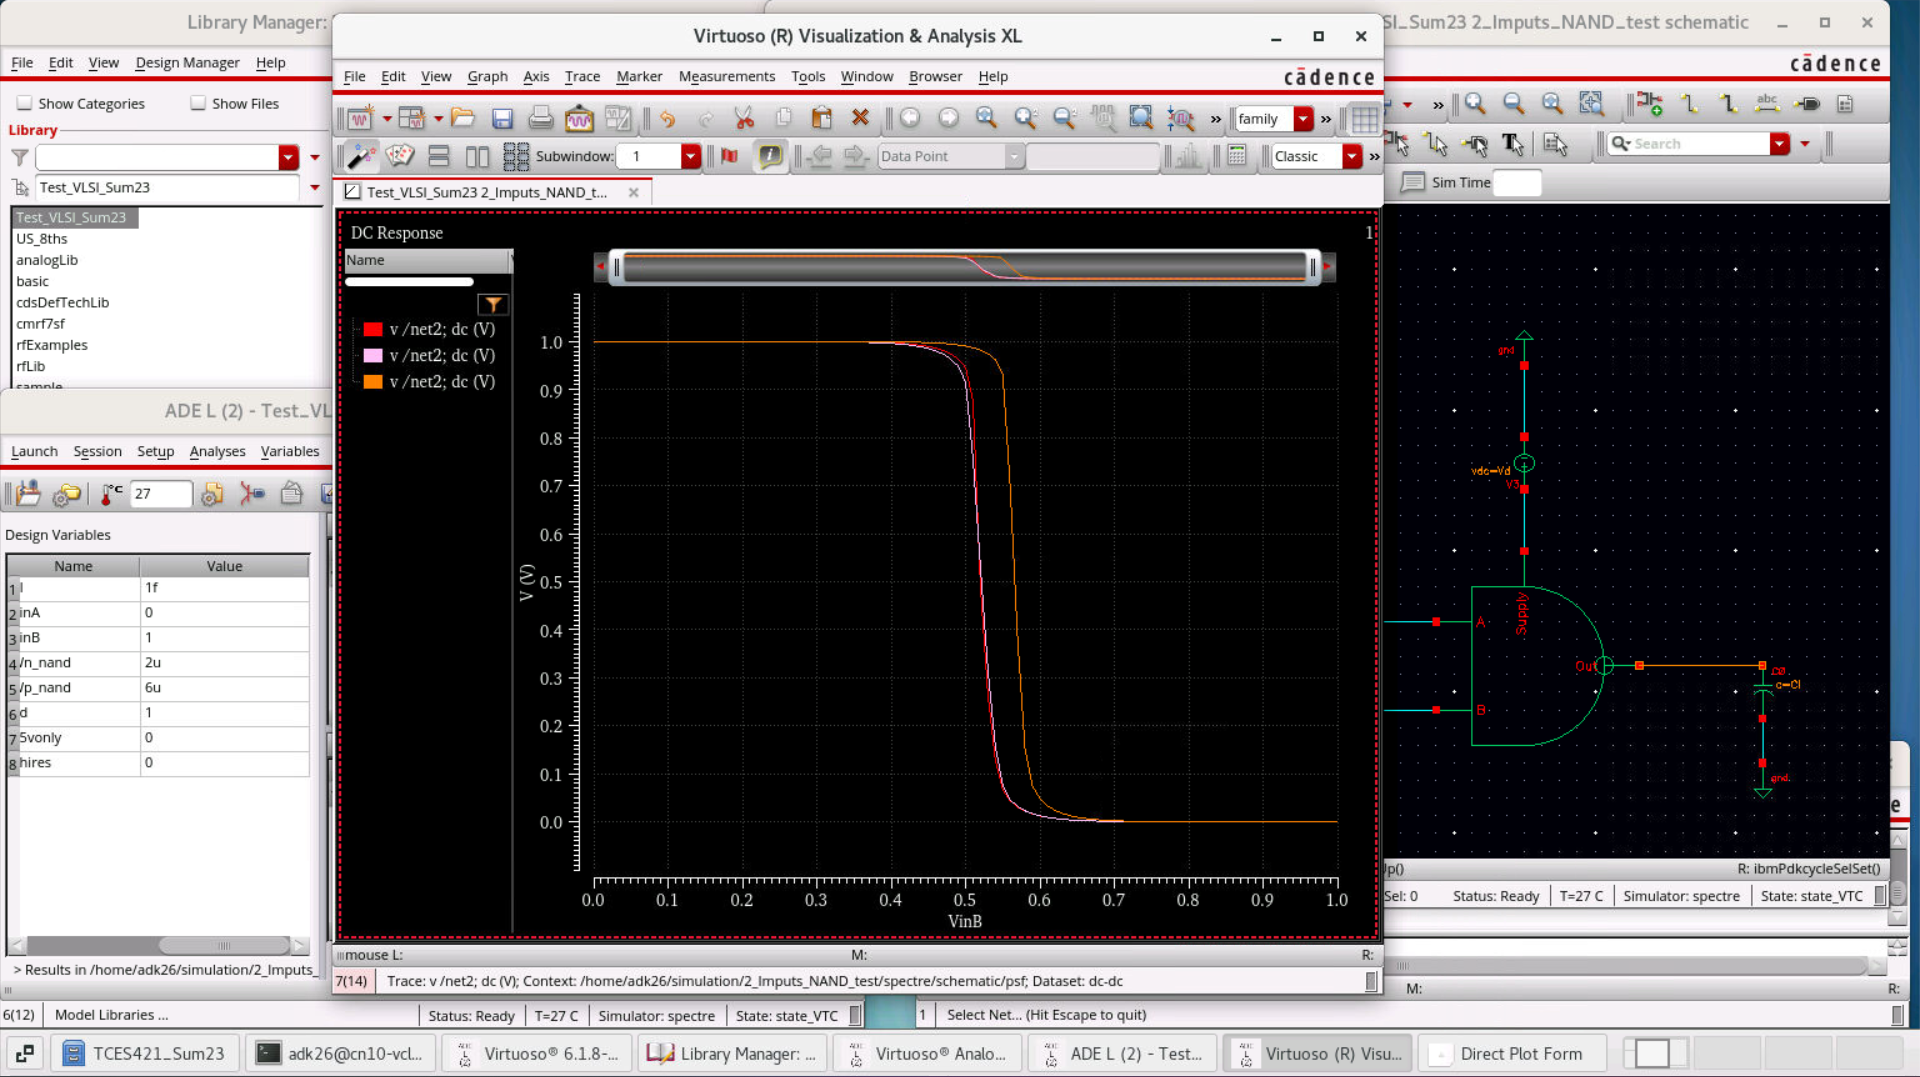 Library Manager:
File Edit View Design Manager Help
Show Categories Show Files
Library
Test_VLSI_Sum23
Test_VLSI_Sum23
US_8ths
analogLib
basic
cdsDefTechLib
cmrf7sf
rfExamples
rfLib
sample
ADE L (2) - Test_VL
Launch Session Setup Analyses Variables
°C 27
Design Variables
Name Value
1 l 1f
2 inA 0
3 inB 1
4 /n_nand 2u
5 /p_nand 6u
6 d 1
7 5vonly 0
8 hires 0
> Results in /home/adk26/simulation/2_Imputs_
6(12) Model Libraries ... Status: Ready T=27 C Simulator: spectre State: state_VTC
Virtuoso (R) Visualization & Analysis XL
File Edit View Graph Axis Trace Marker Measurements Tools Window Browser Help cādence
» family »
Subwindow: 1 Data Point Classic »
Test_VLSI_Sum23 2_Imputs_NAND_t...
DC Response 1
Name
v /net2; dc (V)
v /net2; dc (V)
v /net2; dc (V)
V (V)
1.0
0.9
0.8
0.7
0.6
0.5
0.4
0.3
0.2
0.1
0.0
0.0 0.1 0.2 0.3 0.4 0.5 0.6 0.7 0.8 0.9 1.0
VinB
mouse L: M: R:
7(14) Trace: v /net2; dc (V); Context: /home/adk26/simulation/2_Imputs_NAND_test/spectre/schematic/psf; Dataset: dc-dc
SI_Sum23 2_Imputs_NAND_test schematic
cādence
» abc
T Search
Sim Time
gnd
vdc=Vd
V3
Supply
A
B
Out
C0
c=Cl
gnd
p() R: ibmPdkcycleSelSet()
Sel: 0 Status: Ready T=27 C Simulator: spectre State: state_VTC
e
M: R:
1 Select Net... (Hit Escape to quit)
TCES421_Sum23 adk26@cn10-vcl... Virtuoso® 6.1.8-... Library Manager: ... Virtuoso® Analo... ADE L (2) - Test... Virtuoso (R) Visu... Direct Plot Form